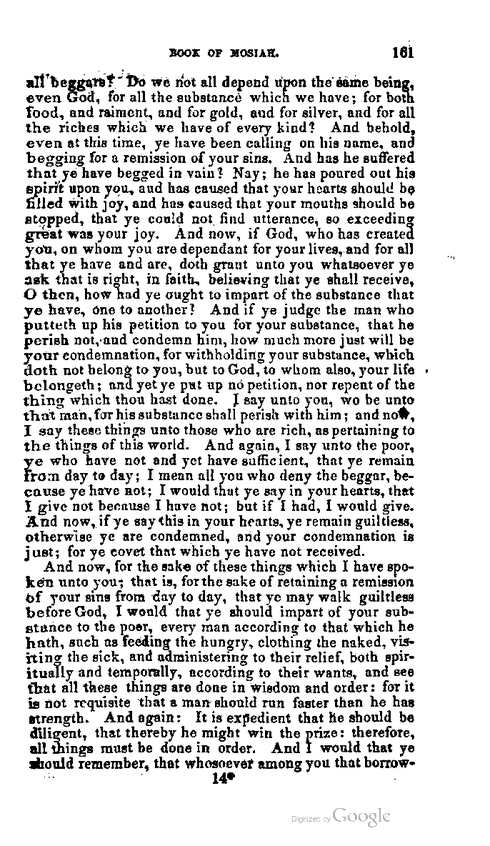 BOOK OF MOSIAH. 161
all beggars? Do we not all depend upon the same being,
even God, for all the substance which we have; for both
food, and raiment, and for gold, and for silver, and for all
the riches which we have of every kind? And behold,
even at this time, ye have been calling on his name, and
begging for a remission of your sins. And has he suffered
that ye have begged in vain? Nay; he has poured out his
spirit upon you, and has caused that your hearts should be
filled with joy, and has caused that your mouths should be
stopped, that ye could not find utterance, so exceeding
great was your joy. And now, if God, who has created
you, on whom you are dependant for your lives, and for all
that ye have and are, doth grant unto you whatsoever ye
ask that is right, in faith, believing that ye shall receive,
O then, how had ye ought to impart of the substance that
ye have, one to another? And if ye judge the man who
putteth up his petition to you for your substance, that he
perish not, and condemn him, how much more just will be
your condemnation, for withholding your substance, which
doth not belong to you, but to God, to whom also, your life
belongeth; and yet ye put up no petition, nor repent of the
thing which thou hast done. I say unto you, wo be unto
that man, for his substance shall perish with him; and now,
I say these things unto those who are rich, as pertaining to
the things of this world. And again, I say unto the poor,
ye who have not and yet have sufficient, that ye remain
from day to day; I mean all you who deny the beggar, be-
cause ye have not; I would that ye say in your hearts, that
I give not because I have not; but if I had, I would give.
And now, if ye say this in your hearts, ye remain guiltless,
otherwise ye are condemned, and your condemnation is
just; for ye covet that which ye have not received.
And now, for the sake of these things which I have spo-
ken unto you; that is, for the sake of retaining a remission
of your sins from day to day, that ye may walk guiltless
before God, I would that ye should impart of your sub-
stance to the poor, every man according to that which he
hath, such as feeding the hungry, clothing the naked, vis-
iting the sick, and administering to their relief, both spir-
itually and temporally, according to their wants, and see
that all these things are done in wisdom and order: for it
is not requisite that a man should run faster than he has
strength. And again: It is expedient that he should be
diligent, that thereby he might win the prize: therefore,
all things must be done in order. And I would that ye
should remember, that whosoever among you that borrow-
14*
Digitized by Google